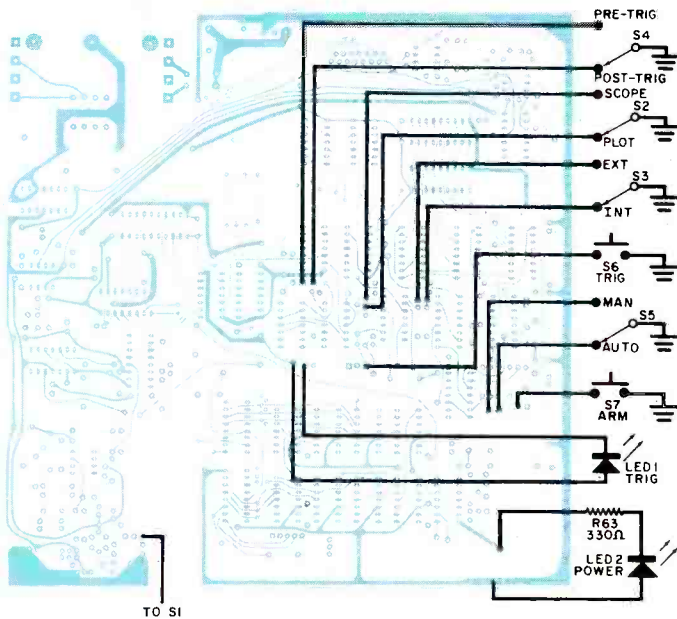 PRE-TRIG
S4
POST-TRIG
SCOPE
S2
PLOT
EXT
S3
INT
S6
TRIG
MAN
S5
AUTO
S7
ARM
LED1
TRIG
R63
330Ω
LED2
POWER
TO S1